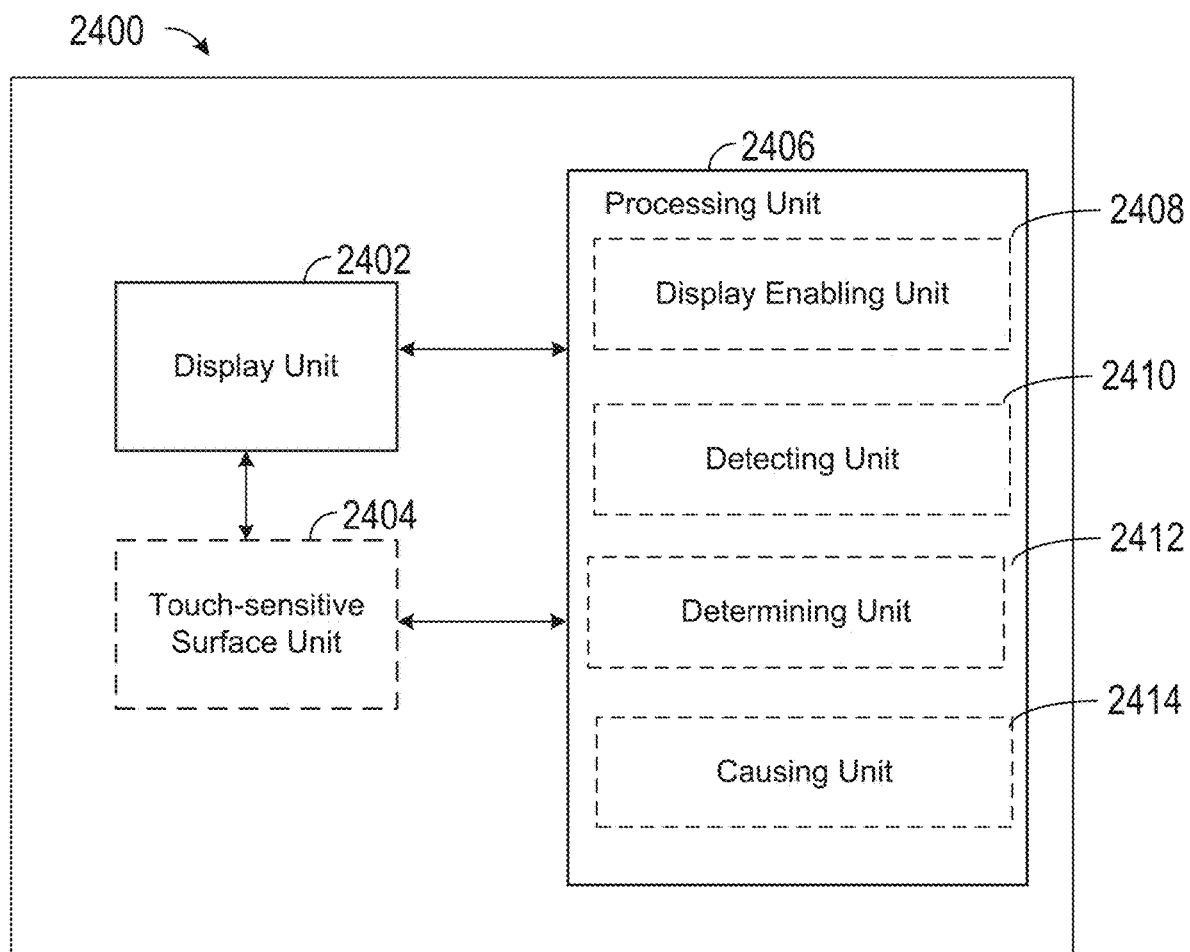 2400
2406
Processing Unit
2408
Display Enabling Unit
2402
Display Unit
2410
Detecting Unit
2404
Touch-sensitive
Surface Unit
2412
Determining Unit
2414
Causing Unit